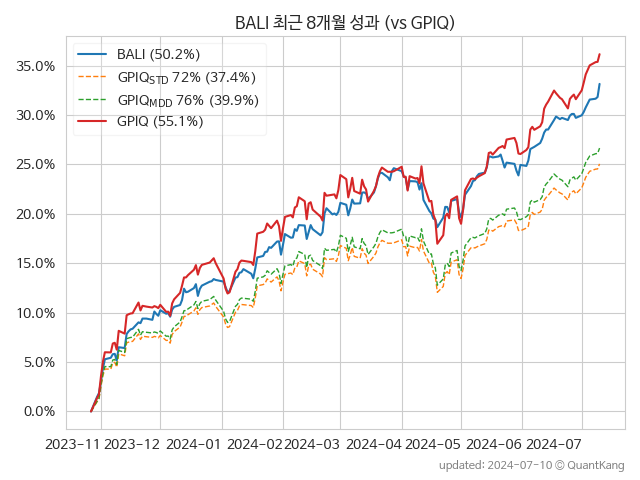 BALI 최근 8개월 성과 (vs GPIQ)
BALI (50.2%)
GPIQSTD 72% (37.4%)
GPIQMDD 76% (39.9%)
GPIQ (55.1%)
35.0%
30.0%
25.0%
20.0%
15.0%
10.0%
5.0%
0.0%
2023-11 2023-12 2024-01 2024-02 2024-03 2024-04 2024-05 2024-06 2024-07
updated: 2024-07-10 © QuantKang